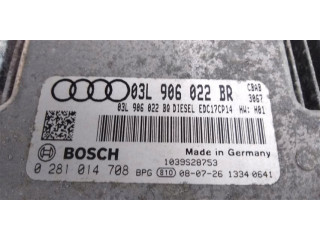 03L 906 022 BR
CBAB
3067
03L 906 022 BQ DIESEL EDC17CP14 HW: H01
BOSCH
Made in Germany
1039S28753
0 281 014 708 BPG 810 08-07-26 1334 0641